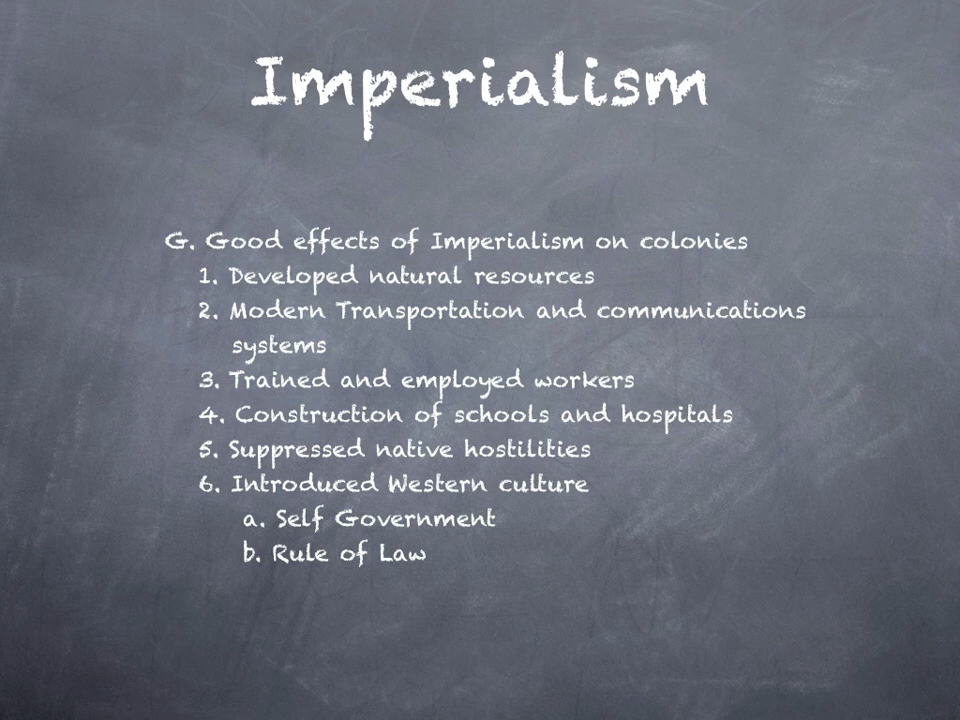 Imperialism
G. Good effects of Imperialism on colonies
1. Developed natural resources
2. Modern Transportation and communications
systems
3. Trained and employed workers
4. Construction of schools and hospitals
5. Suppressed native hostilities
6. Introduced Western culture
a. Self Government
b. Rule of Law